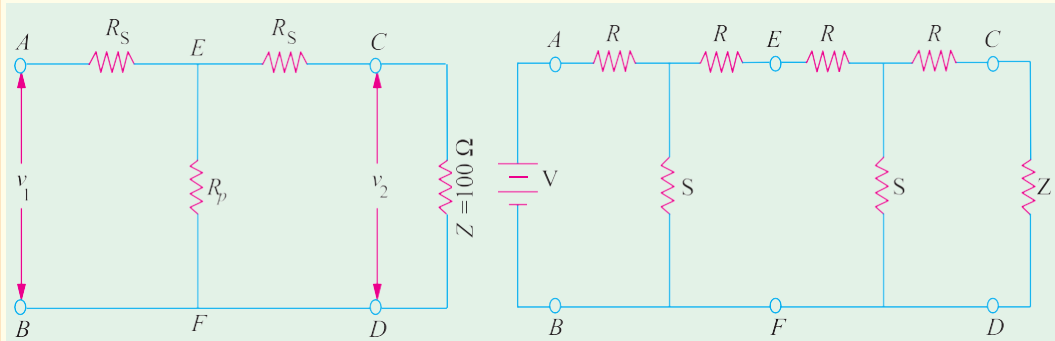 A R_S E R_S C
v_1 R_p v_2 Z = 100 Ω
B F D
A R R E R R C
V S S Z
B F D